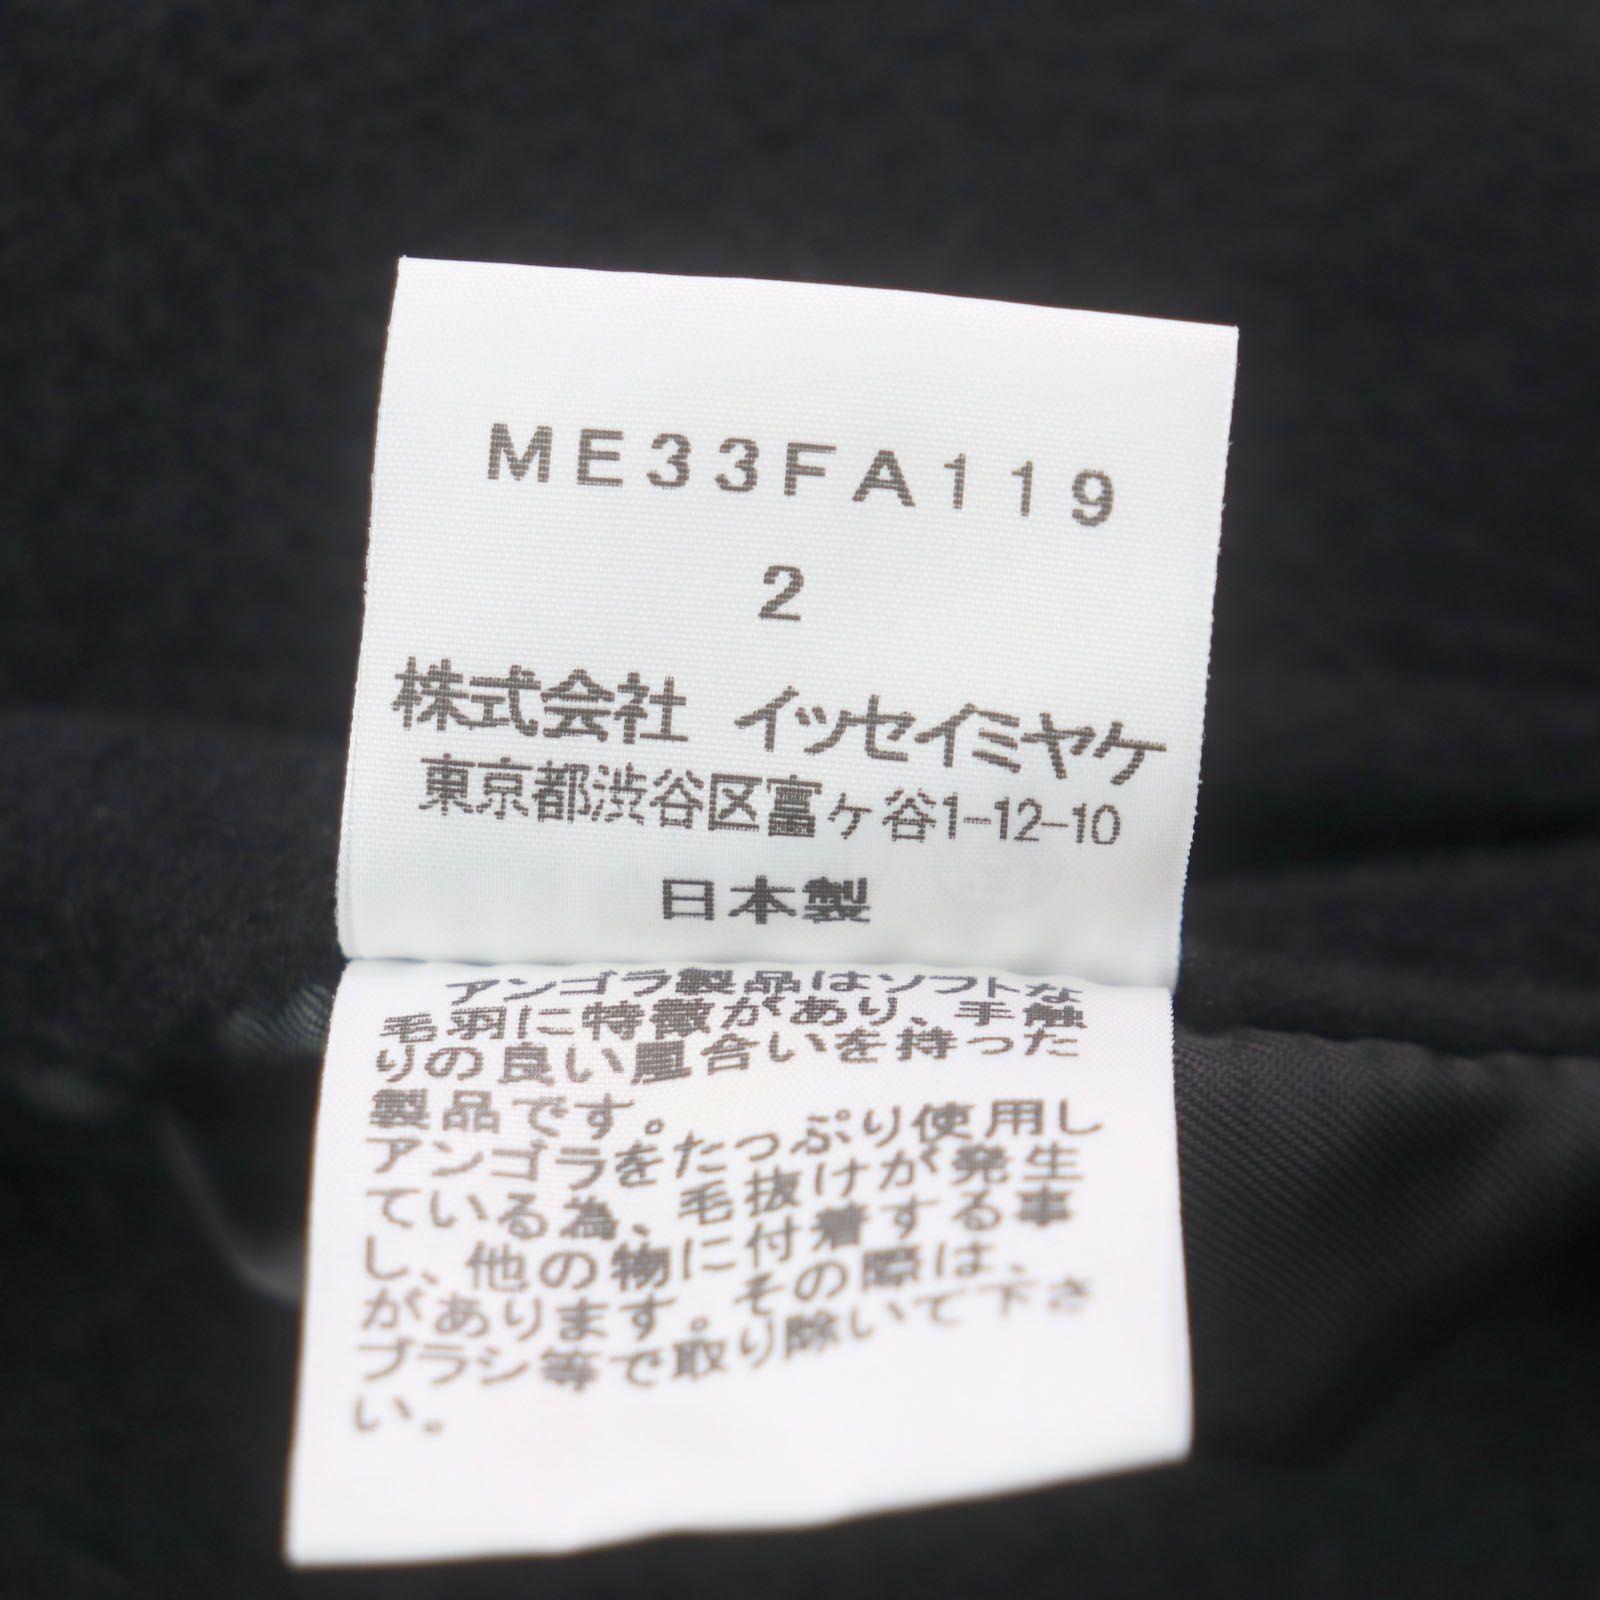 ME33FA119
2
株式会社 イッセイミヤケ
東京都渋谷区富ヶ谷1-12-10
日本製
アンゴラ製品はソフトな
毛羽に特徴があり、手触
りの良い風合いを持った
製品です。
アンゴラをたっぷり使用し
ている為、毛抜けが発生
し、他の物に付着する事
があります。その際は、
ブラシ等で取り除いて下さ
い。